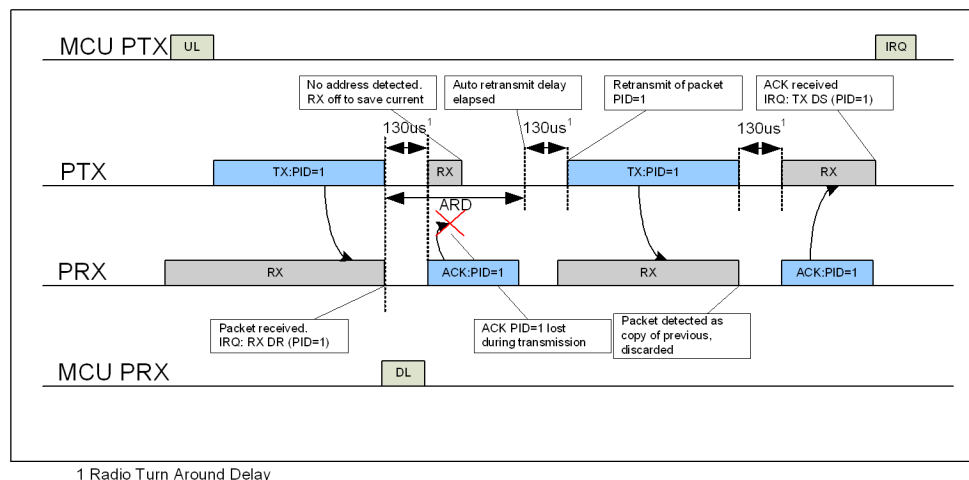 MCU PTX
UL
IRQ
No address detected.
RX off to save current
Auto retransmit delay
elapsed
Retransmit of packet
PID=1
ACK received
IRQ: TX DS (PID=1)
130us1
130us1
130us1
PTX
TX:PID=1
RX
TX:PID=1
RX
ARD
PRX
RX
ACK:PID=1
RX
ACK:PID=1
Packet received.
IRQ: RX DR (PID=1)
ACK PID=1 lost
during transmission
Packet detected as
copy of previous,
discarded
MCU PRX
DL
1 Radio Turn Around Delay